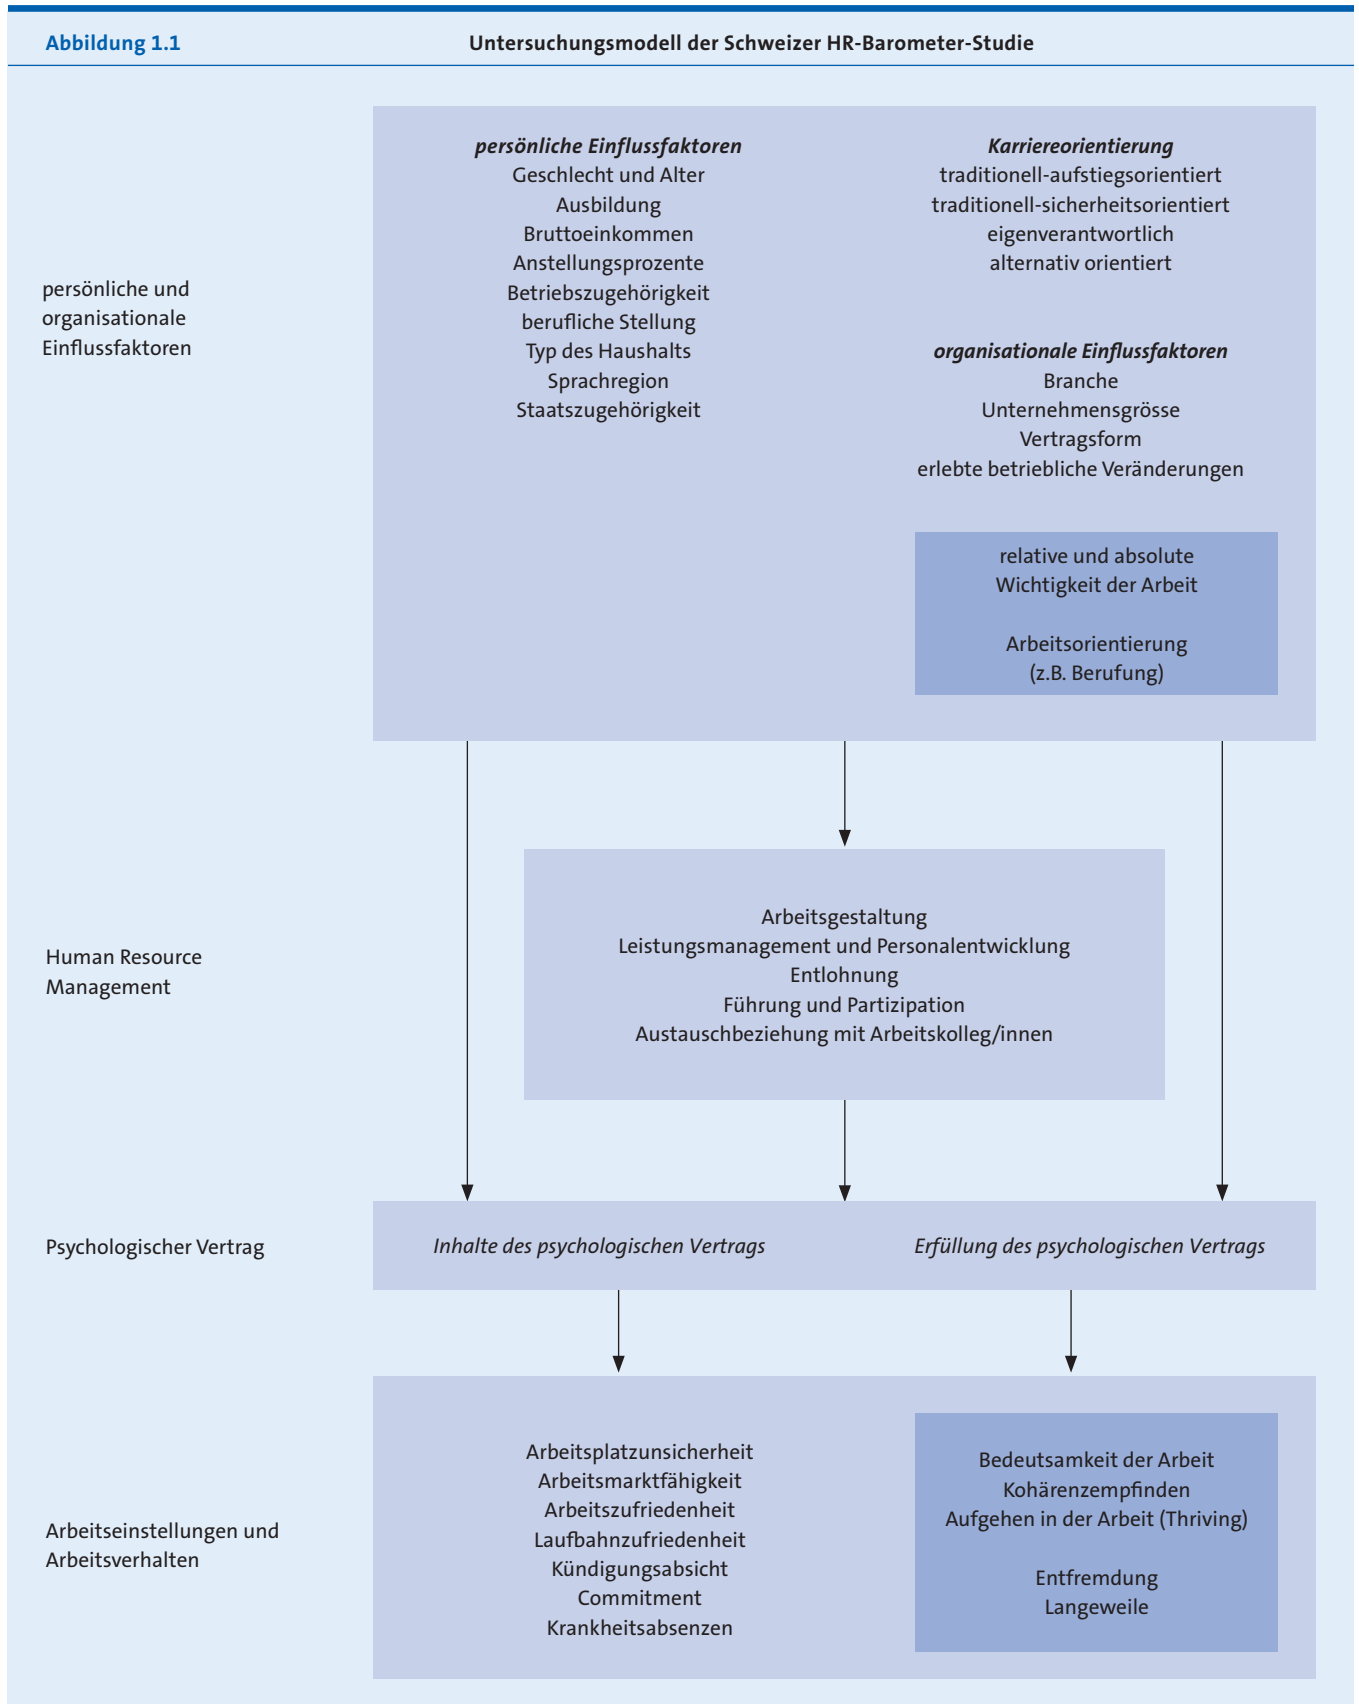 Abbildung 1.1
Untersuchungsmodell der Schweizer HR-Barometer-Studie
persönliche und
organisationale
Einflussfaktoren
persönliche Einflussfaktoren
Geschlecht und Alter
Ausbildung
Bruttoeinkommen
Anstellungsprozente
Betriebszugehörigkeit
berufliche Stellung
Typ des Haushalts
Sprachregion
Staatszugehörigkeit
Karriereorientierung
traditionell-aufstiegsorientiert
traditionell-sicherheitsorientiert
eigenverantwortlich
alternativ orientiert
organisationale Einflussfaktoren
Branche
Unternehmensgrösse
Vertragsform
erlebte betriebliche Veränderungen
relative und absolute
Wichtigkeit der Arbeit
Arbeitsorientierung
(z.B. Berufung)
Human Resource
Management
Arbeitsgestaltung
Leistungsmanagement und Personalentwicklung
Entlohnung
Führung und Partizipation
Austauschbeziehung mit Arbeitskolleg/innen
Psychologischer Vertrag
Inhalte des psychologischen Vertrags
Erfüllung des psychologischen Vertrags
Arbeitseinstellungen und
Arbeitsverhalten
Arbeitsplatzunsicherheit
Arbeitsmarktfähigkeit
Arbeitszufriedenheit
Laufbahnzufriedenheit
Kündigungsabsicht
Commitment
Krankheitsabsenzen
Bedeutsamkeit der Arbeit
Kohärenzempfinden
Aufgehen in der Arbeit (Thriving)
Entfremdung
Langeweile